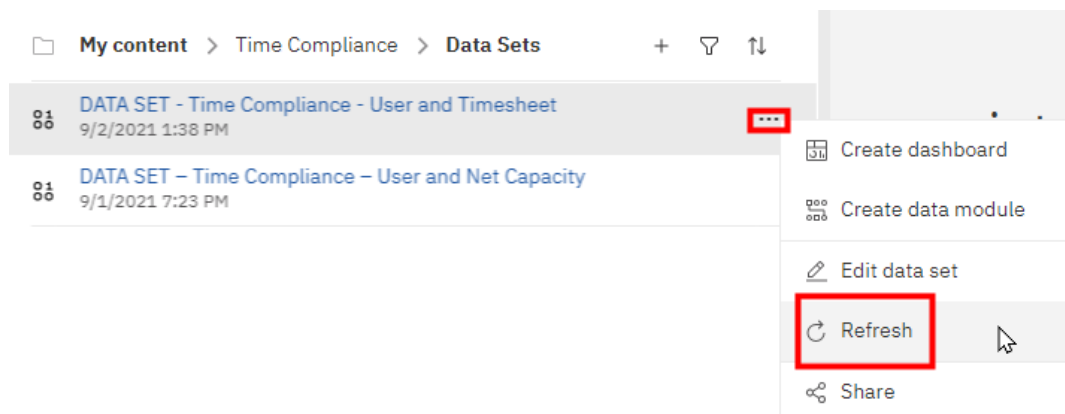 My content > Time Compliance > Data Sets
DATA SET - Time Compliance - User and Timesheet
9/2/2021 1:38 PM
DATA SET – Time Compliance – User and Net Capacity
9/1/2021 7:23 PM
Create dashboard
Create data module
Edit data set
Refresh
Share